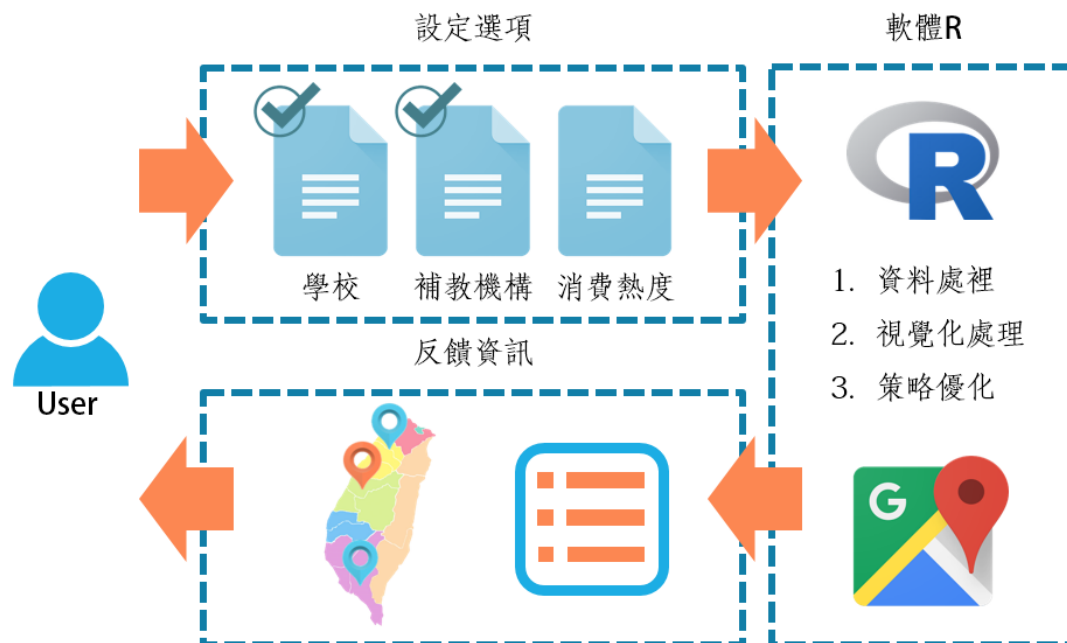 設定選項
軟體R
學校
補教機構
消費熱度
R
1. 資料處裡
2. 視覺化處理
3. 策略優化
User
反饋資訊
G